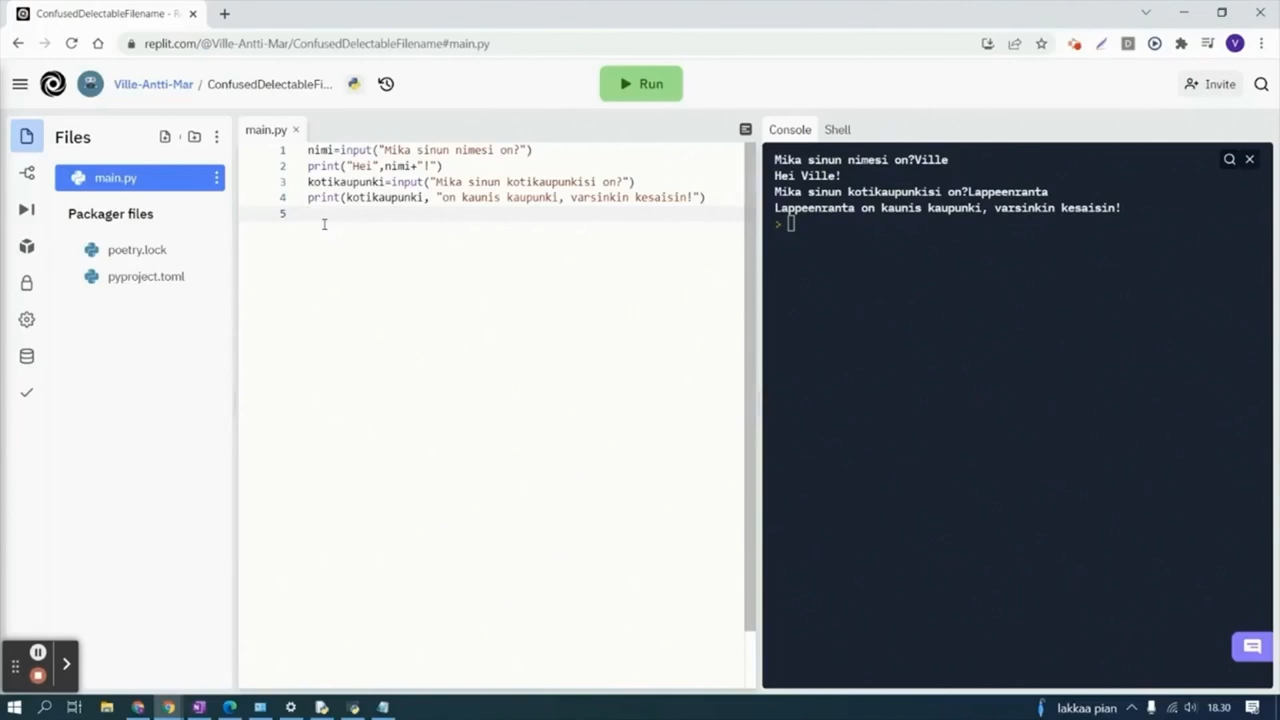 ConfusedDelectableFilename - R
replit.com/@Ville-Antti-Mar/ConfusedDelectableFilename#main.py
D
V
Ville-Antti-Mar / ConfusedDelectableFi...
Run
Invite
Files
main.py
Packager files
poetry.lock
pyproject.toml
main.py
1 nimi=input("Mika sinun nimesi on?")
2 print("Hei",nimi+"!")
3 kotikaupunki=input("Mika sinun kotikaupunkisi on?")
4 print(kotikaupunki, "on kaunis kaupunki, varsinkin kesaisin!")
5
Console Shell
Mika sinun nimesi on?Ville
Hei Ville!
Mika sinun kotikaupunkisi on?Lappeenranta
Lappeenranta on kaunis kaupunki, varsinkin kesaisin!
>
lakkaa pian
18.30